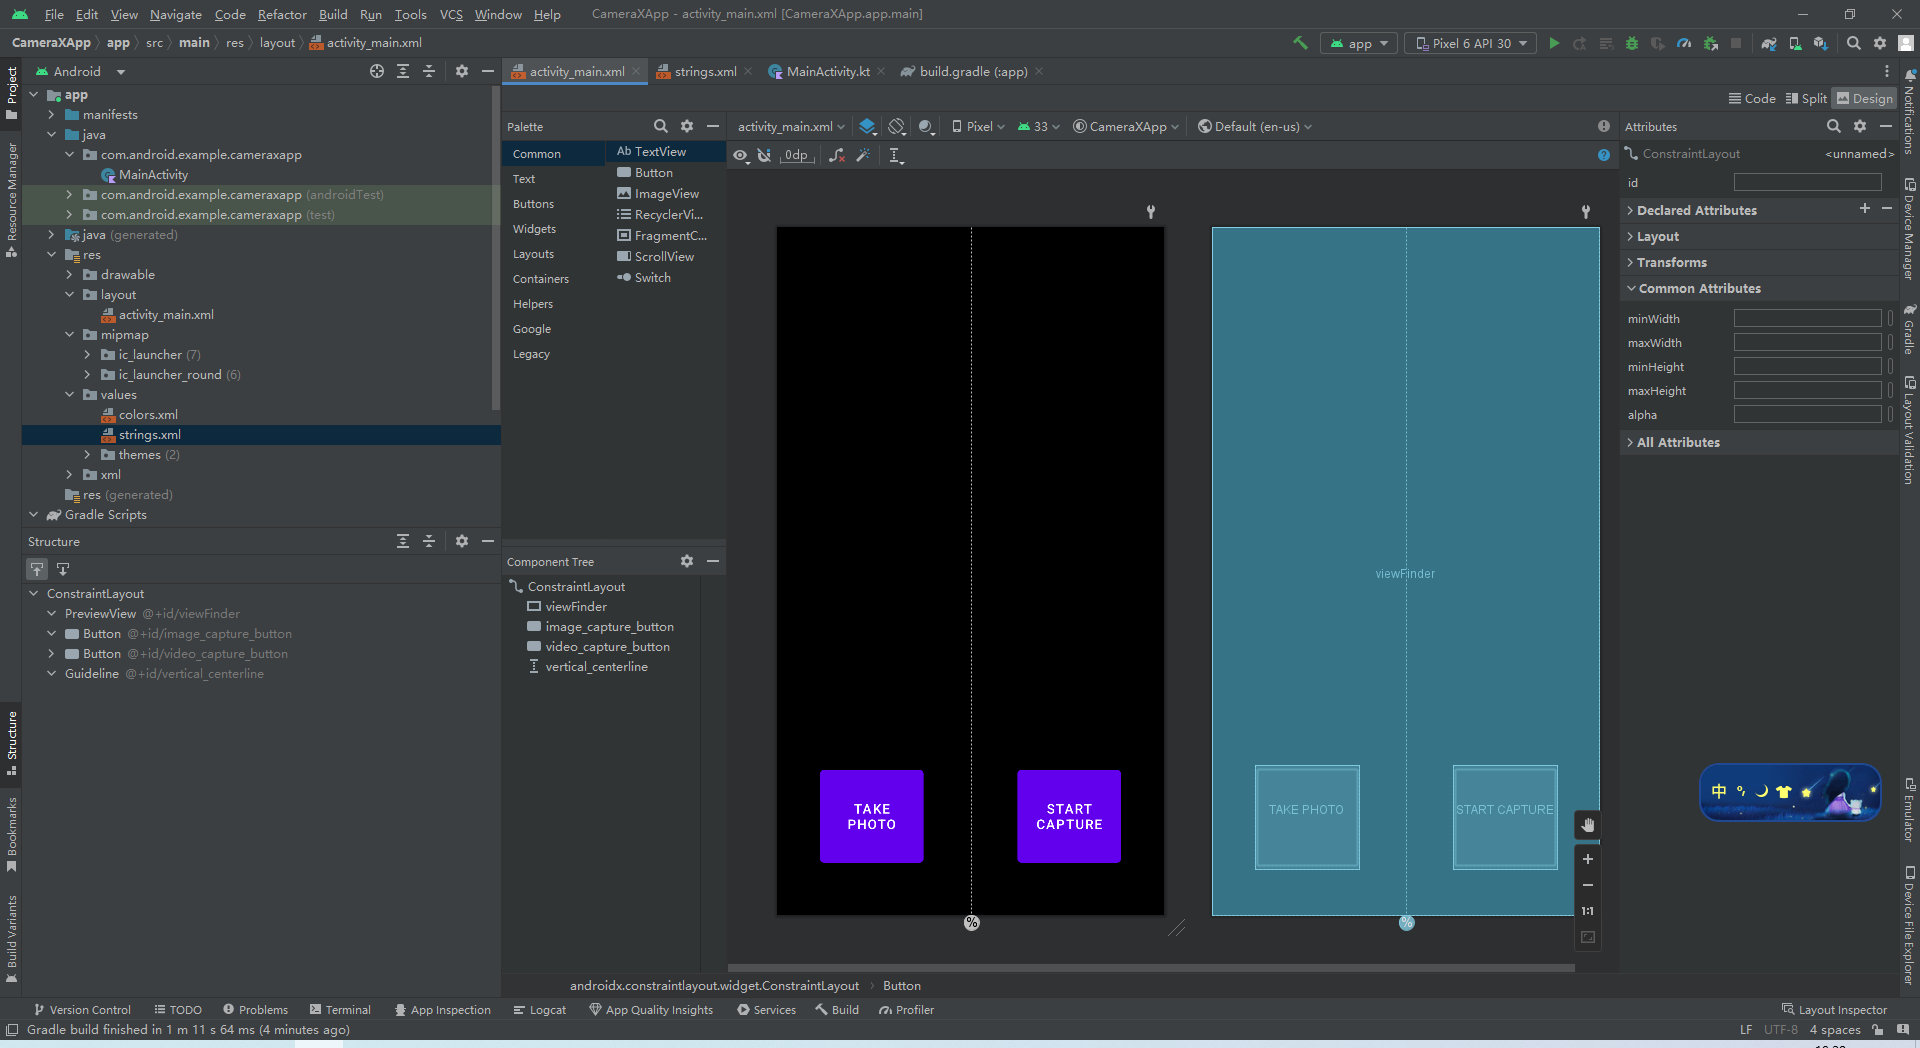 File Edit View Navigate Code Refactor Build Run Tools VCS Window Help CameraXApp - activity_main.xml [CameraXApp.app.main]
CameraXApp app src main res layout activity_main.xml app Pixel 6 API 30
Project
Resource Manager
Structure
Bookmarks
Build Variants
Android
app
manifests
java
com.android.example.cameraxapp
MainActivity
com.android.example.cameraxapp (androidTest)
com.android.example.cameraxapp (test)
java (generated)
res
drawable
layout
activity_main.xml
mipmap
ic_launcher (7)
ic_launcher_round (6)
values
colors.xml
strings.xml
themes (2)
xml
res (generated)
Gradle Scripts
Structure
ConstraintLayout
PreviewView @+id/viewFinder
Button @+id/image_capture_button
Button @+id/video_capture_button
Guideline @+id/vertical_centerline
activity_main.xml strings.xml MainActivity.kt build.gradle (:app)
Code Split Design
Palette
Common
Text
Buttons
Widgets
Layouts
Containers
Helpers
Google
Legacy
Ab TextView
Button
ImageView
RecyclerVi...
FragmentC...
ScrollView
Switch
Component Tree
ConstraintLayout
viewFinder
image_capture_button
video_capture_button
vertical_centerline
activity_main.xml Pixel 33 CameraXApp Default (en-us)
0dp
TAKE
PHOTO
START
CAPTURE
%
viewFinder
TAKE PHOTO
START CAPTURE
%
1:1
Attributes
ConstraintLayout <unnamed>
id
Declared Attributes
Layout
Transforms
Common Attributes
minWidth
maxWidth
minHeight
maxHeight
alpha
All Attributes
中
Notifications
Device Manager
Gradle
Layout Validation
Emulator
Device File Explorer
androidx.constraintlayout.widget.ConstraintLayout Button
Version Control TODO Problems Terminal App Inspection Logcat App Quality Insights Services Build Profiler Layout Inspector
Gradle build finished in 1 m 11 s 64 ms (4 minutes ago) LF UTF-8 4 spaces